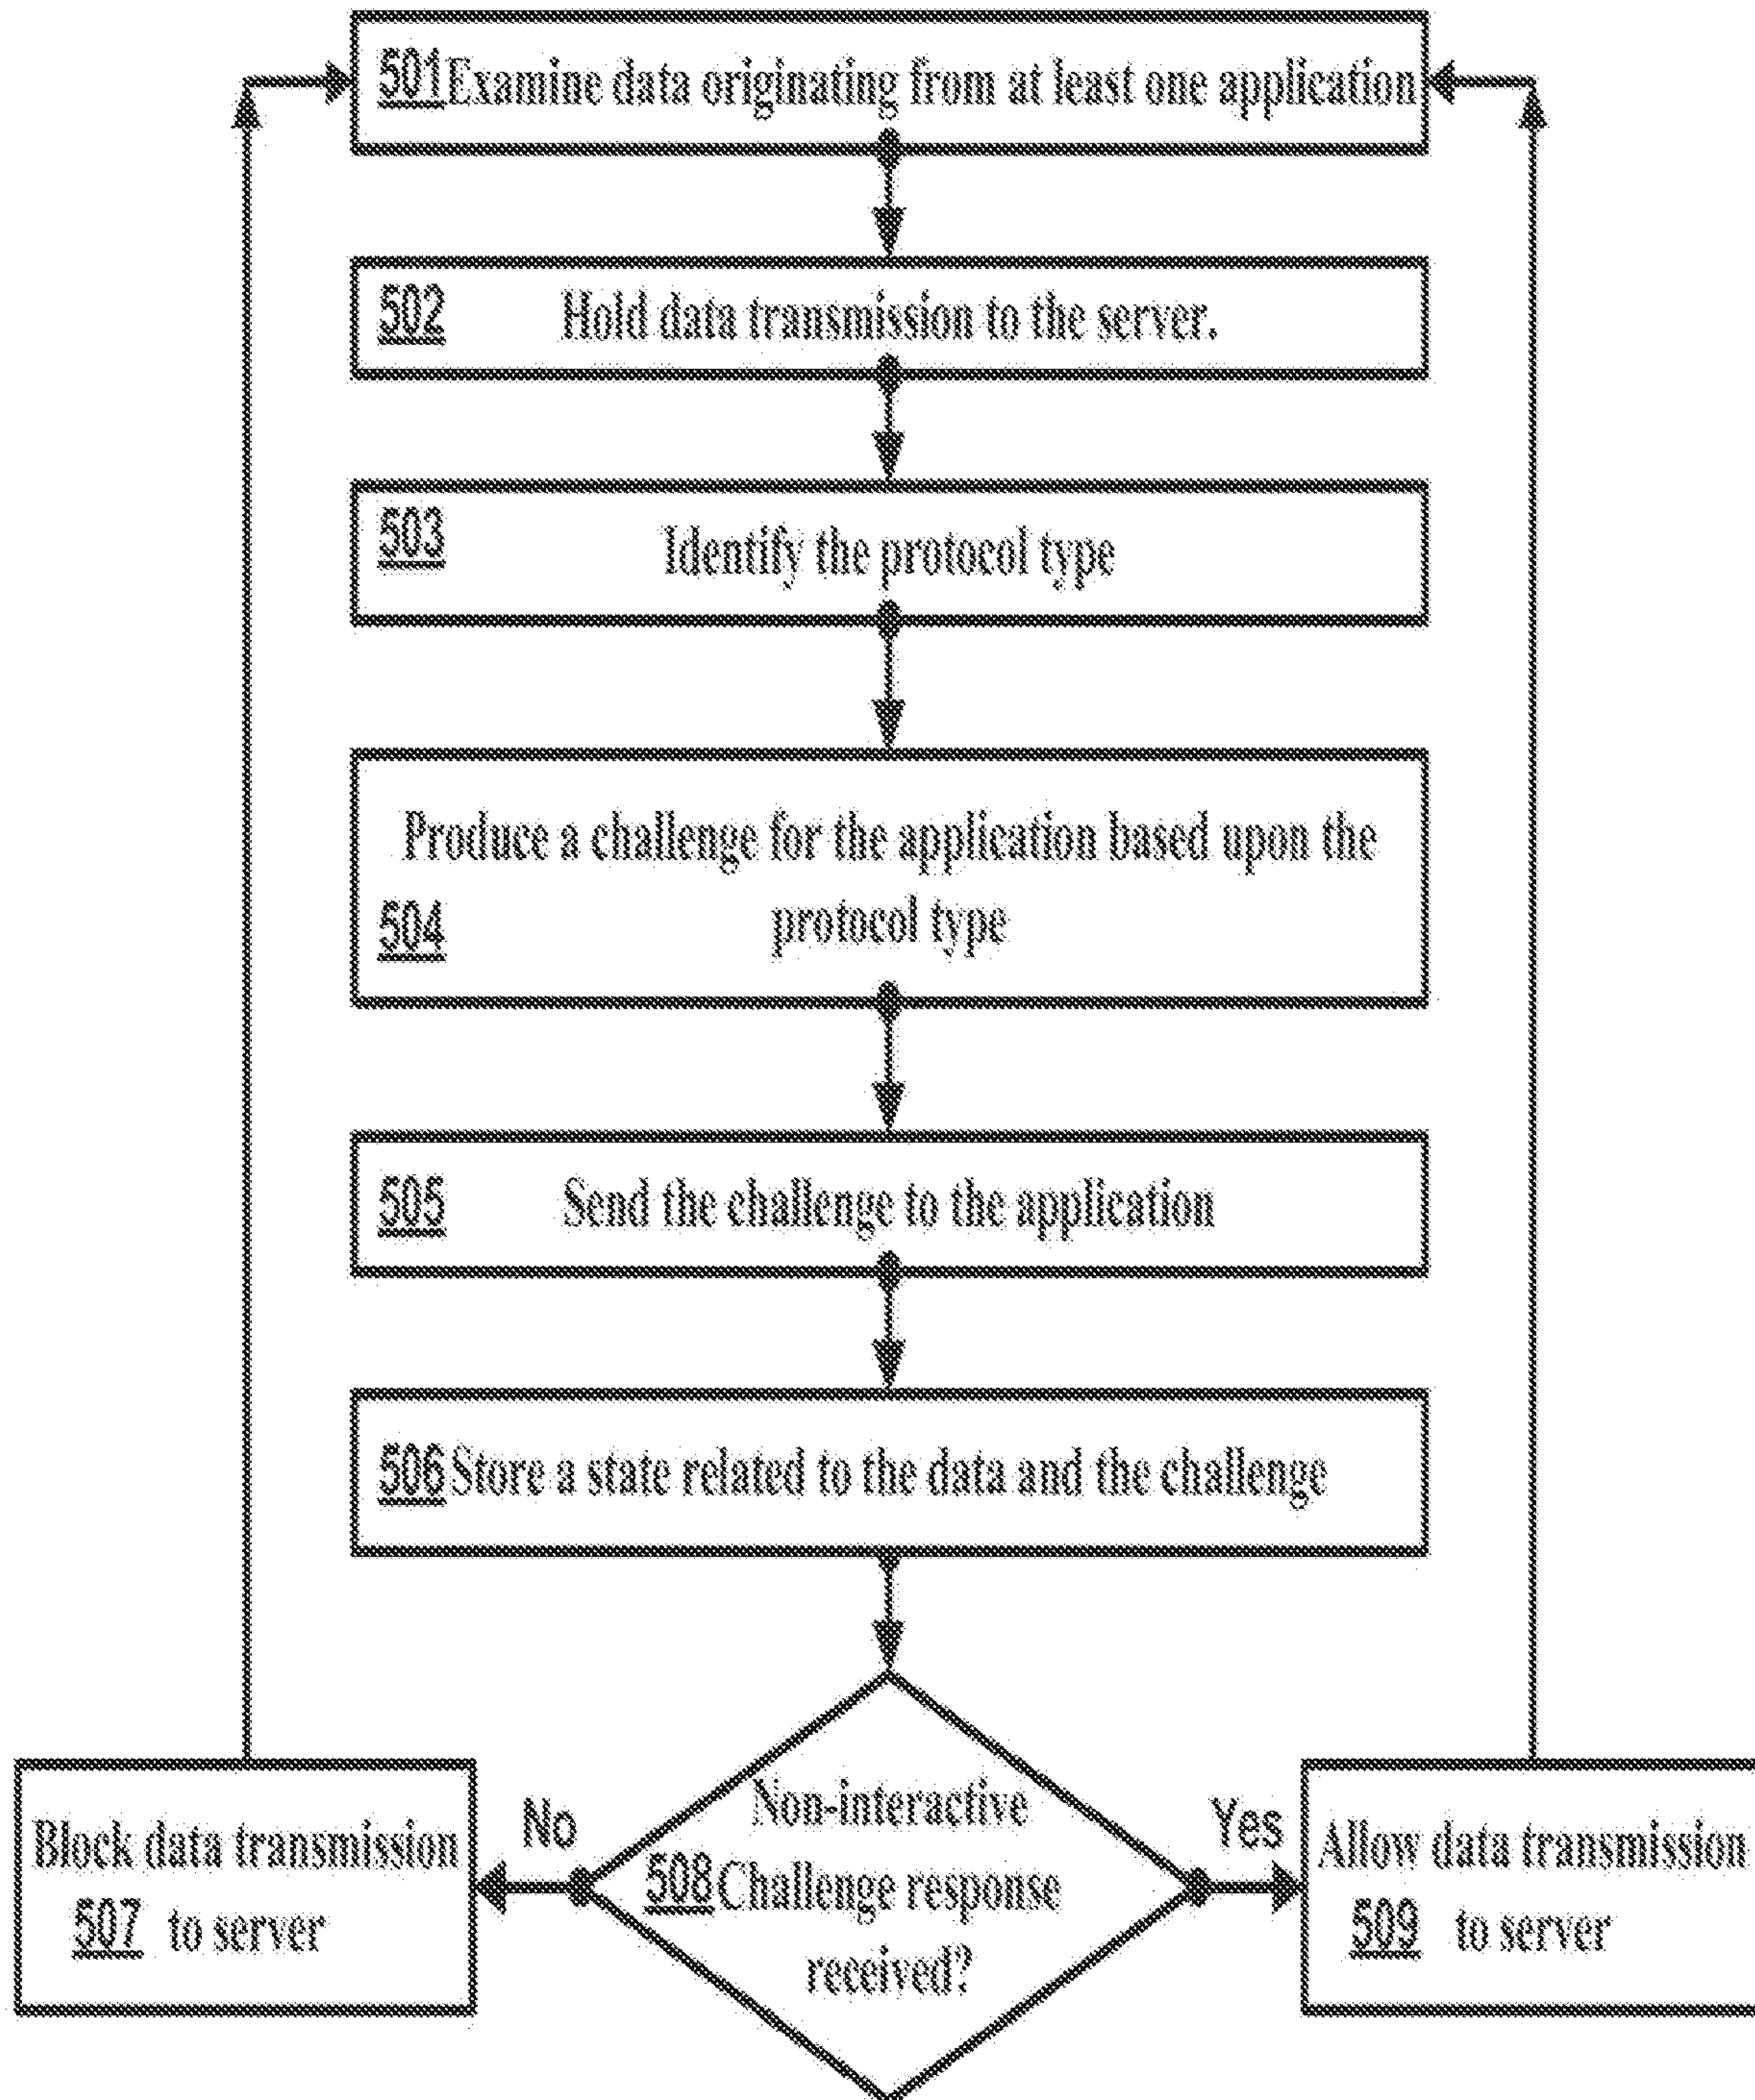 501 Examine data originating from at least one application
502 Hold data transmission to the server.
503 Identify the protocol type
Produce a challenge for the application based upon the
504 protocol type
505 Send the challenge to the application
506 Store a state related to the data and the challenge
Block data transmission
507 to server
No
Non-interactive
508 Challenge response
received?
Yes
Allow data transmission
509 to server